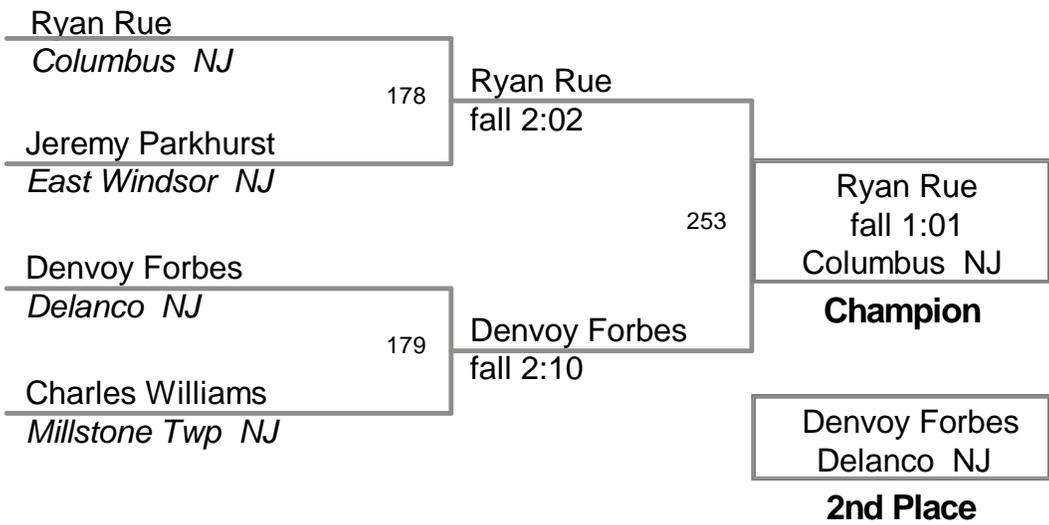 Ryan Rue
Columbus NJ
178
Jeremy Parkhurst
East Windsor NJ
Ryan Rue
fall 2:02
Denvoy Forbes
Delanco NJ
179
Charles Williams
Millstone Twp NJ
Denvoy Forbes
fall 2:10
253
Ryan Rue
fall 1:01
Columbus NJ
Champion
Denvoy Forbes
Delanco NJ
2nd Place